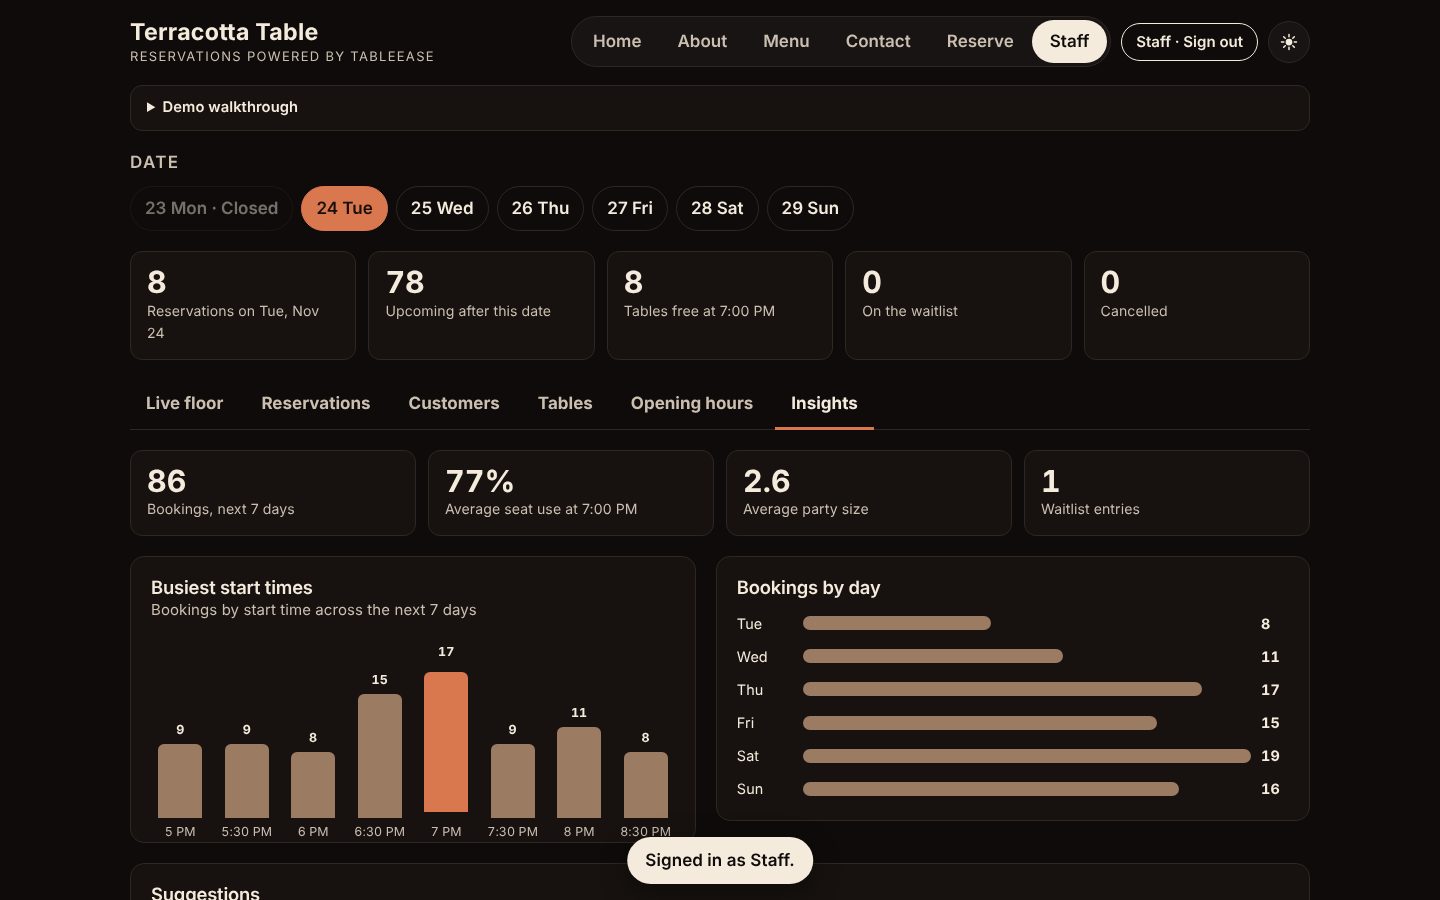 Terracotta Table
RESERVATIONS POWERED BY TABLEEASE
Home
About
Menu
Contact
Reserve
Staff
Staff · Sign out
Demo walkthrough
DATE
23 Mon · Closed
24 Tue
25 Wed
26 Thu
27 Fri
28 Sat
29 Sun
8
Reservations on Tue, Nov
24
78
Upcoming after this date
8
Tables free at 7:00 PM
0
On the waitlist
0
Cancelled
Live floor
Reservations
Customers
Tables
Opening hours
Insights
86
Bookings, next 7 days
77%
Average seat use at 7:00 PM
2.6
Average party size
1
Waitlist entries
Busiest start times
Bookings by start time across the next 7 days
9
9
8
15
17
9
11
8
5 PM
5:30 PM
6 PM
6:30 PM
7 PM
7:30 PM
8 PM
8:30 PM
Bookings by day
Tue 8
Wed 11
Thu 17
Fri 15
Sat 19
Sun 16
Signed in as Staff.
Suggestions